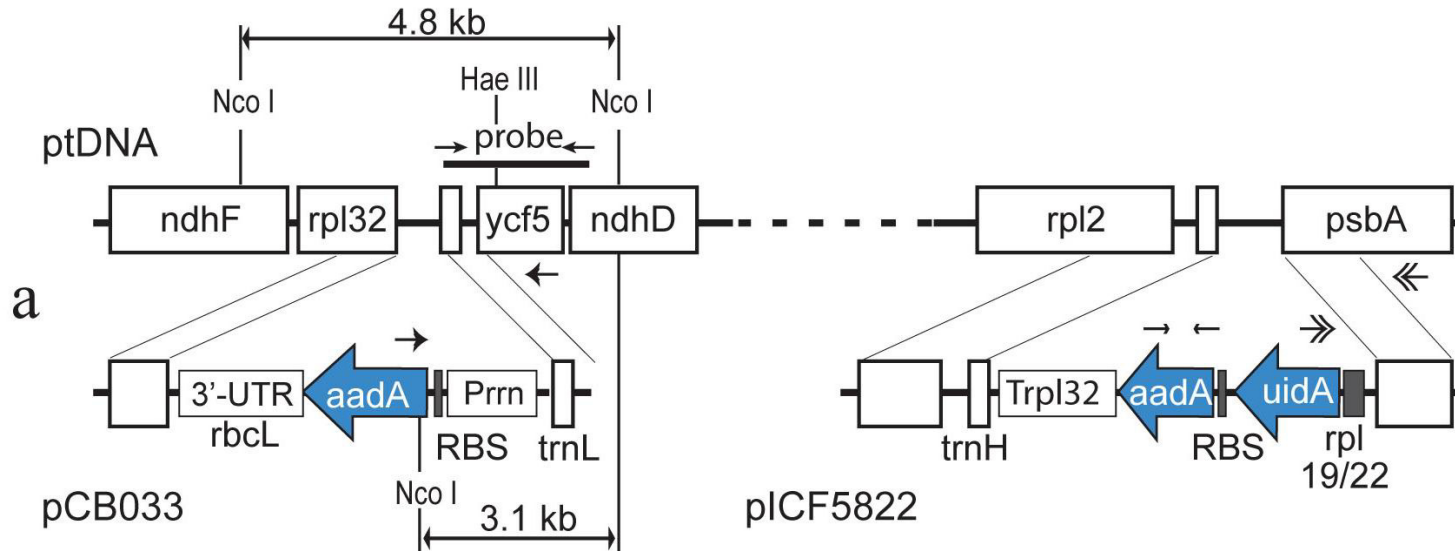 4.8 kb
Hae III
Nco I
Nco I
probe
ptDNA
ndhF
rpl32
ycf5
ndhD
rpl2
psbA
a
3'-UTR
aadA
Prrn
Trpl32
aadA
uidA
rbcL
RBS
trnL
trnH
RBS
rpl
19/22
Nco I
pCB033
pICF5822
3.1 kb